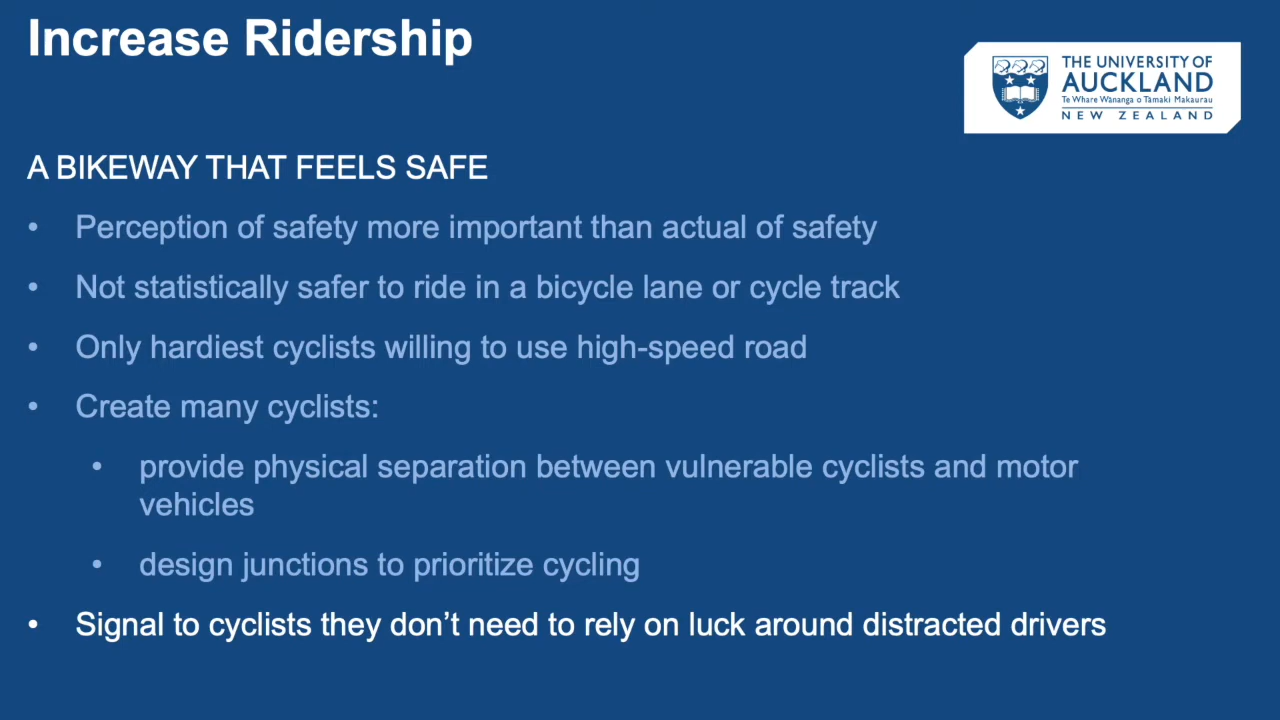 Increase Ridership
THE UNIVERSITY OF
AUCKLAND
Te Whare Wānanga o Tāmaki Makaurau
NEW ZEALAND
A BIKEWAY THAT FEELS SAFE
• Perception of safety more important than actual of safety
• Not statistically safer to ride in a bicycle lane or cycle track
• Only hardiest cyclists willing to use high-speed road
• Create many cyclists:
• provide physical separation between vulnerable cyclists and motor
vehicles
• design junctions to prioritize cycling
• Signal to cyclists they don’t need to rely on luck around distracted drivers